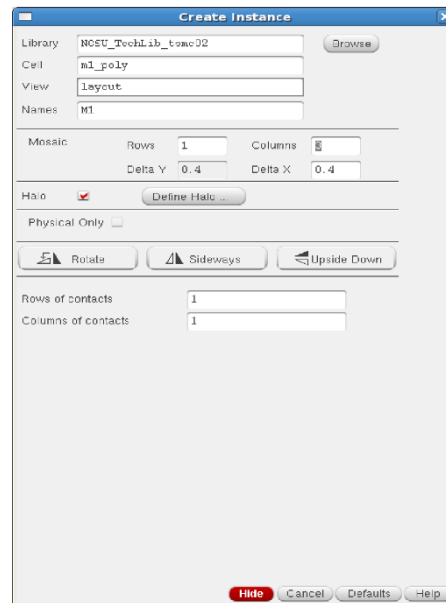 Create Instance
Library NCSU_TechLib_tsmc02 Browse
Cell m1_poly
View layout
Names M1
Mosaic Rows 1 Columns
Delta Y 0.4 Delta X 0.4
Halo Define Halo ...
Physical Only
Rotate Sideways Upside Down
Rows of contacts 1
Columns of contacts 1
Hide Cancel Defaults Help